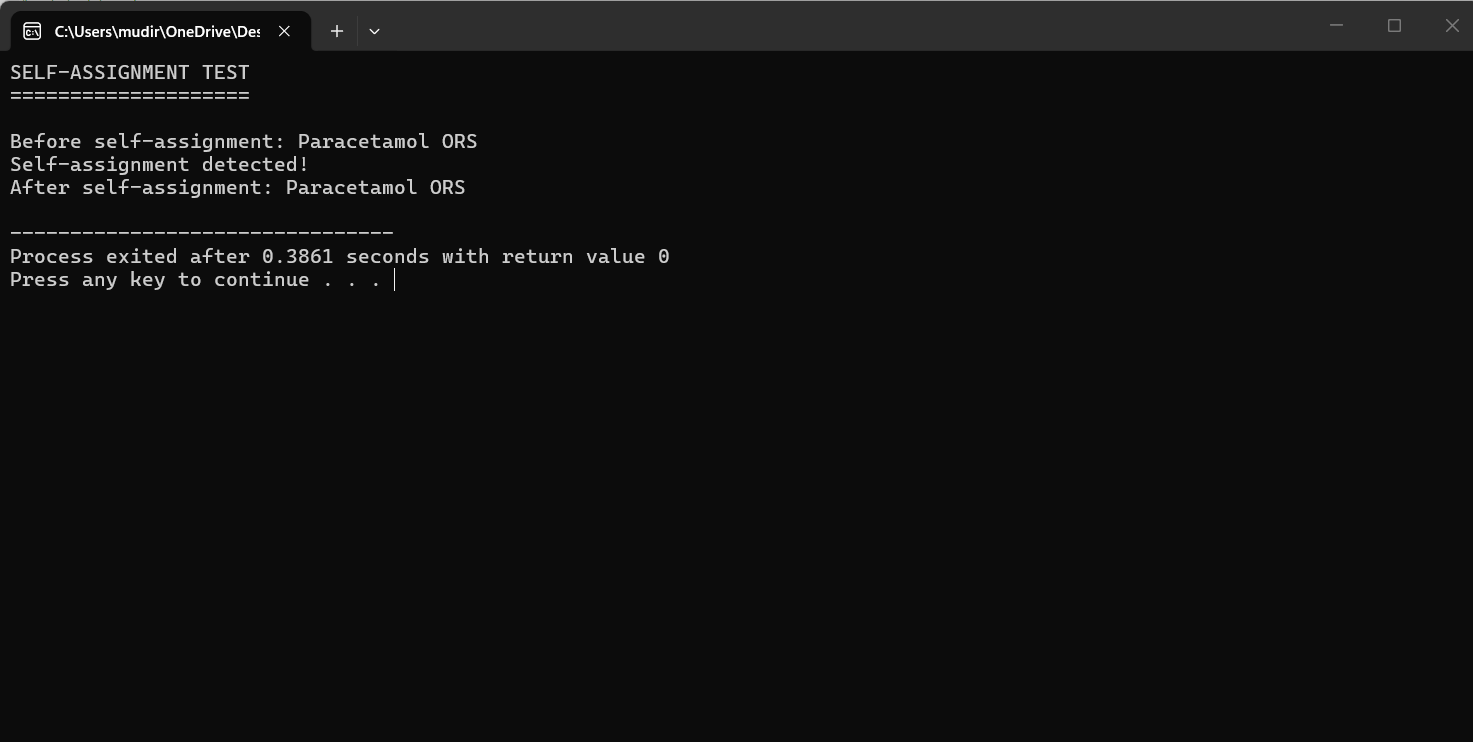 C:\Users\mudir\OneDrive\Des
SELF-ASSIGNMENT TEST
====================
Before self-assignment: Paracetamol ORS
Self-assignment detected!
After self-assignment: Paracetamol ORS
--------------------------------
Process exited after 0.3861 seconds with return value 0
Press any key to continue . . .